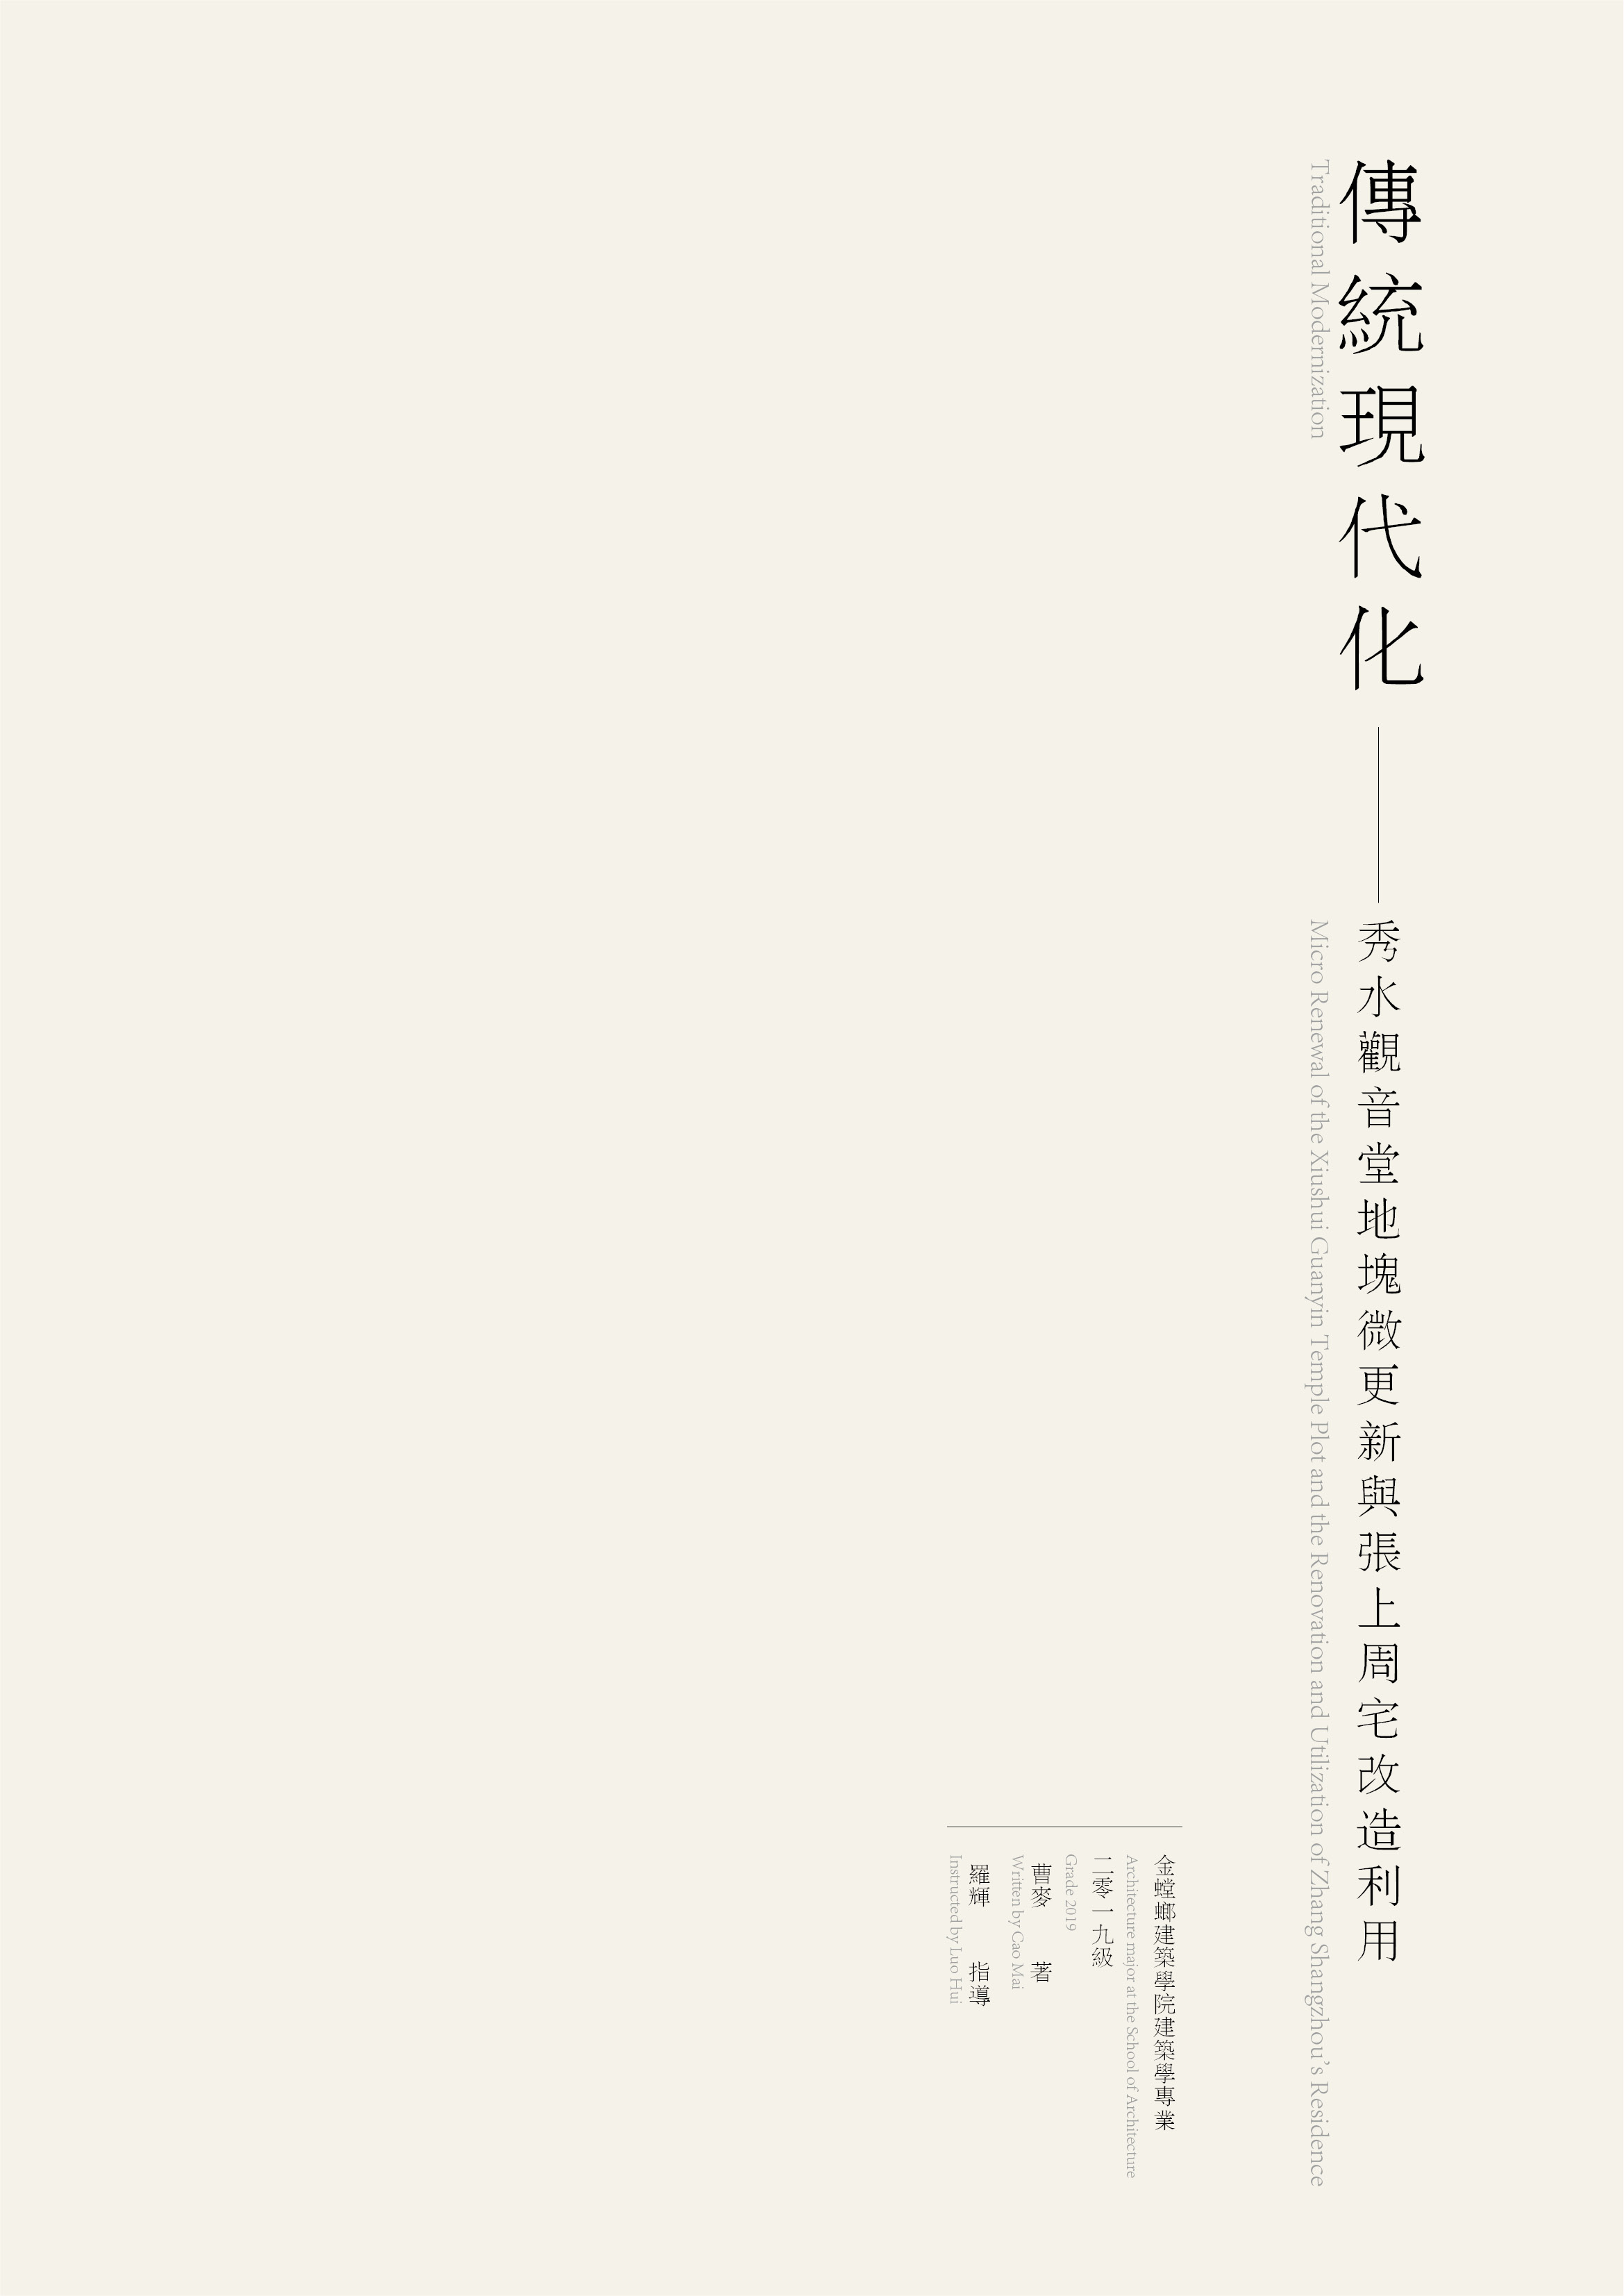 傳統現代化
Traditional Modernization
秀水觀音堂地塊微更新與張上周宅改造利用
Micro Renewal of the Xiushui Guanyin Temple Plot and the Renovation and Utilization of Zhang Shangzhou’s Residence
金螳螂建築學院建築學專業
Architecture major at the School of Architecture
二零一九級
Grade 2019
曹麥 著
Written by Cao Mai
羅輝 指導
Instructed by Luo Hui